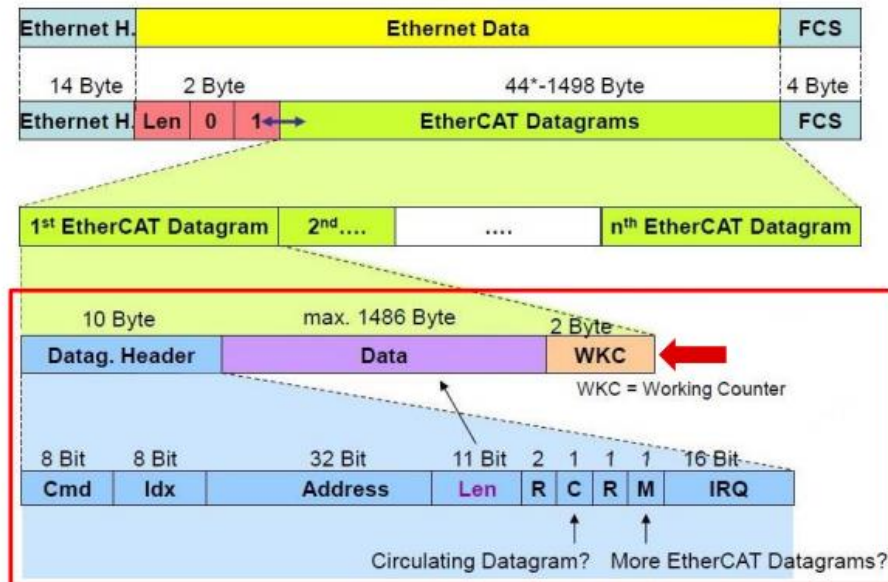 Ethernet H. Ethernet Data FCS
14 Byte 2 Byte 44*-1498 Byte 4 Byte
Ethernet H. Len 0 1 EtherCAT Datagrams FCS
1st EtherCAT Datagram 2nd.... .... nth EtherCAT Datagram
10 Byte max. 1486 Byte 2 Byte
Datag. Header Data WKC
WKC = Working Counter
8 Bit 8 Bit 32 Bit 11 Bit 2 1 1 1 16 Bit
Cmd Idx Address Len R C R M IRQ
Circulating Datagram? More EtherCAT Datagrams?